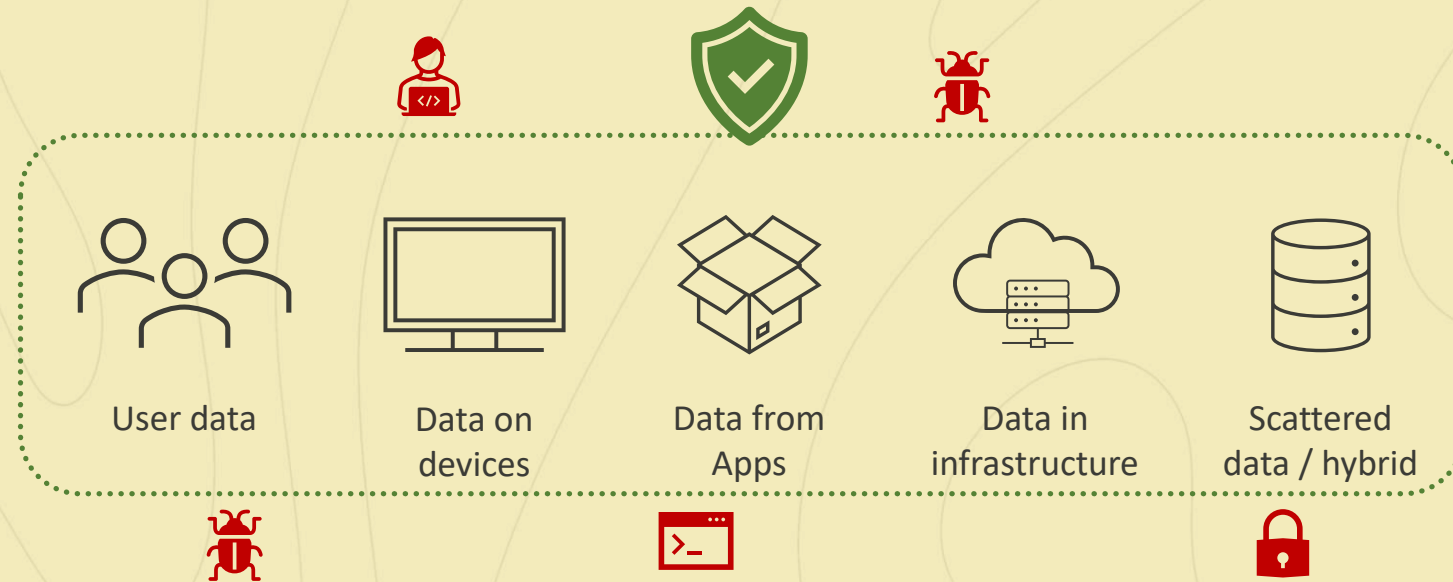 </>
User data
Data on
devices
Data from
Apps
Data in
infrastructure
Scattered
data / hybrid
>_